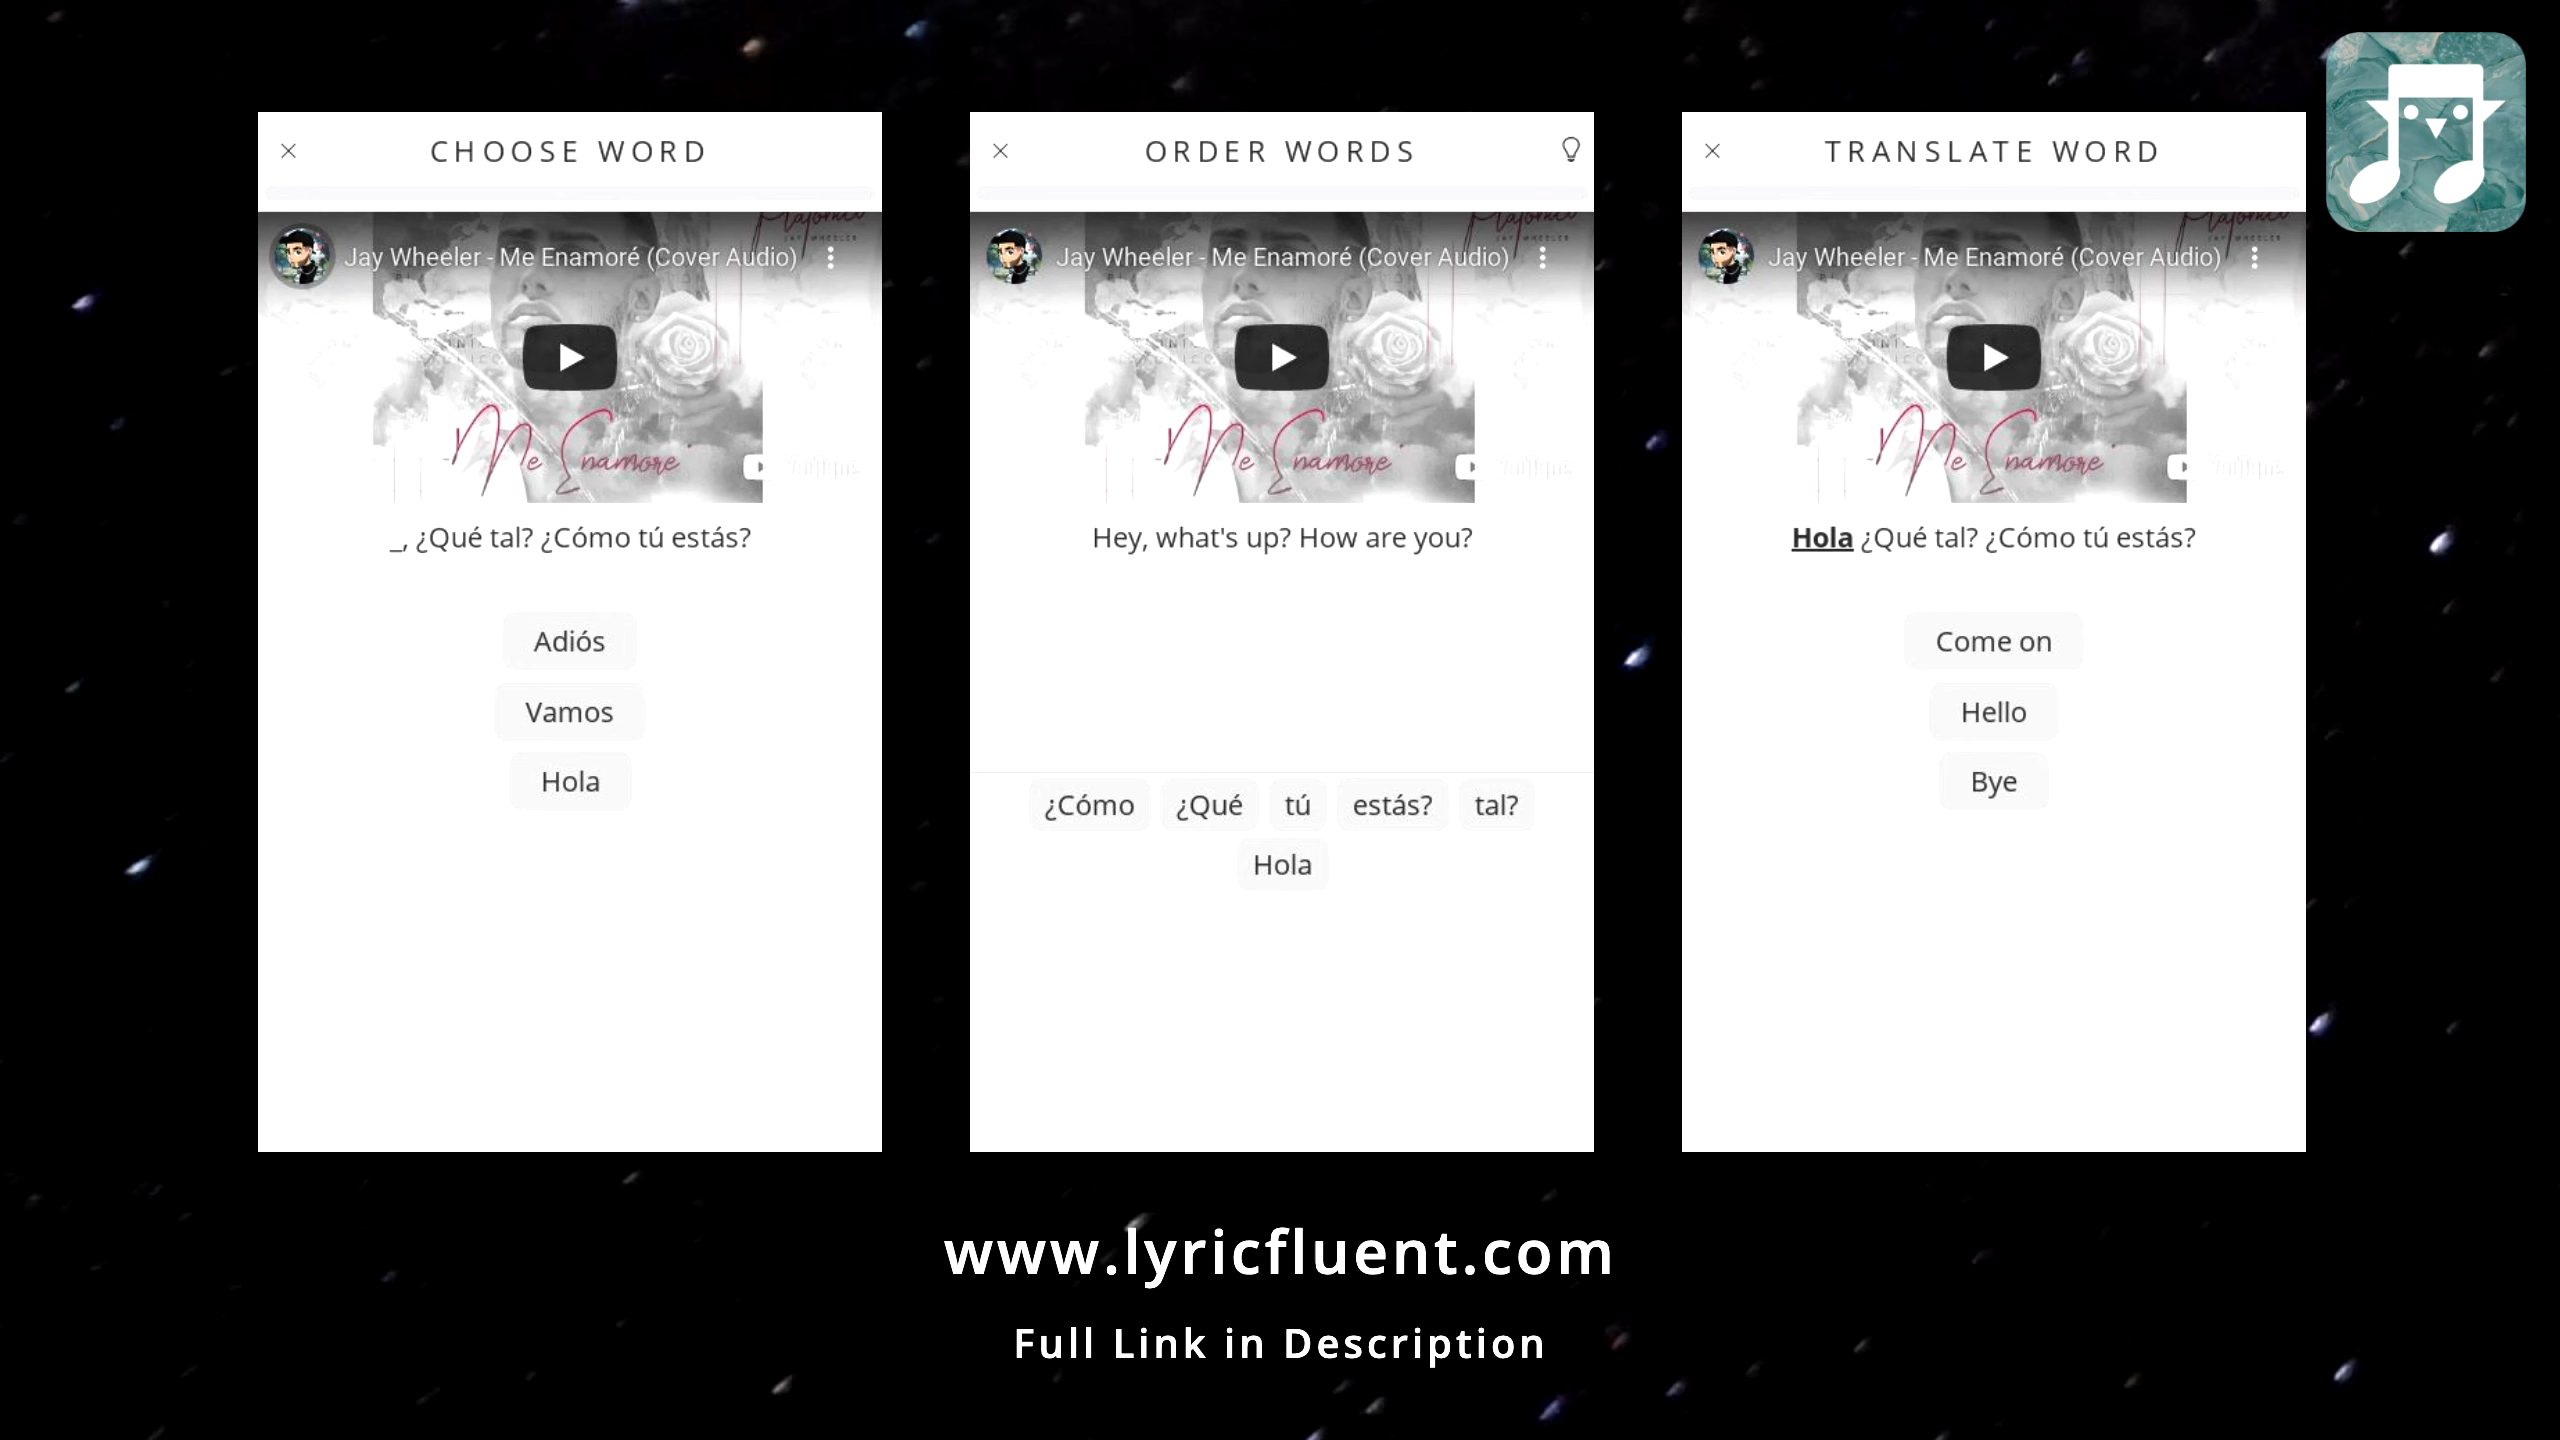 CHOOSE WORD
Jay Wheeler - Me Enamoré (Cover Audio)
Me Enamore
_, ¿Qué tal? ¿Cómo tú estás?
Adiós
Vamos
Hola
ORDER WORDS
Jay Wheeler - Me Enamoré (Cover Audio)
Me Enamore
Hey, what's up? How are you?
¿Cómo ¿Qué tú estás? tal?
Hola
TRANSLATE WORD
Jay Wheeler - Me Enamoré (Cover Audio)
Me Enamore
Hola ¿Qué tal? ¿Cómo tú estás?
Come on
Hello
Bye
www.lyricfluent.com
Full Link in Description